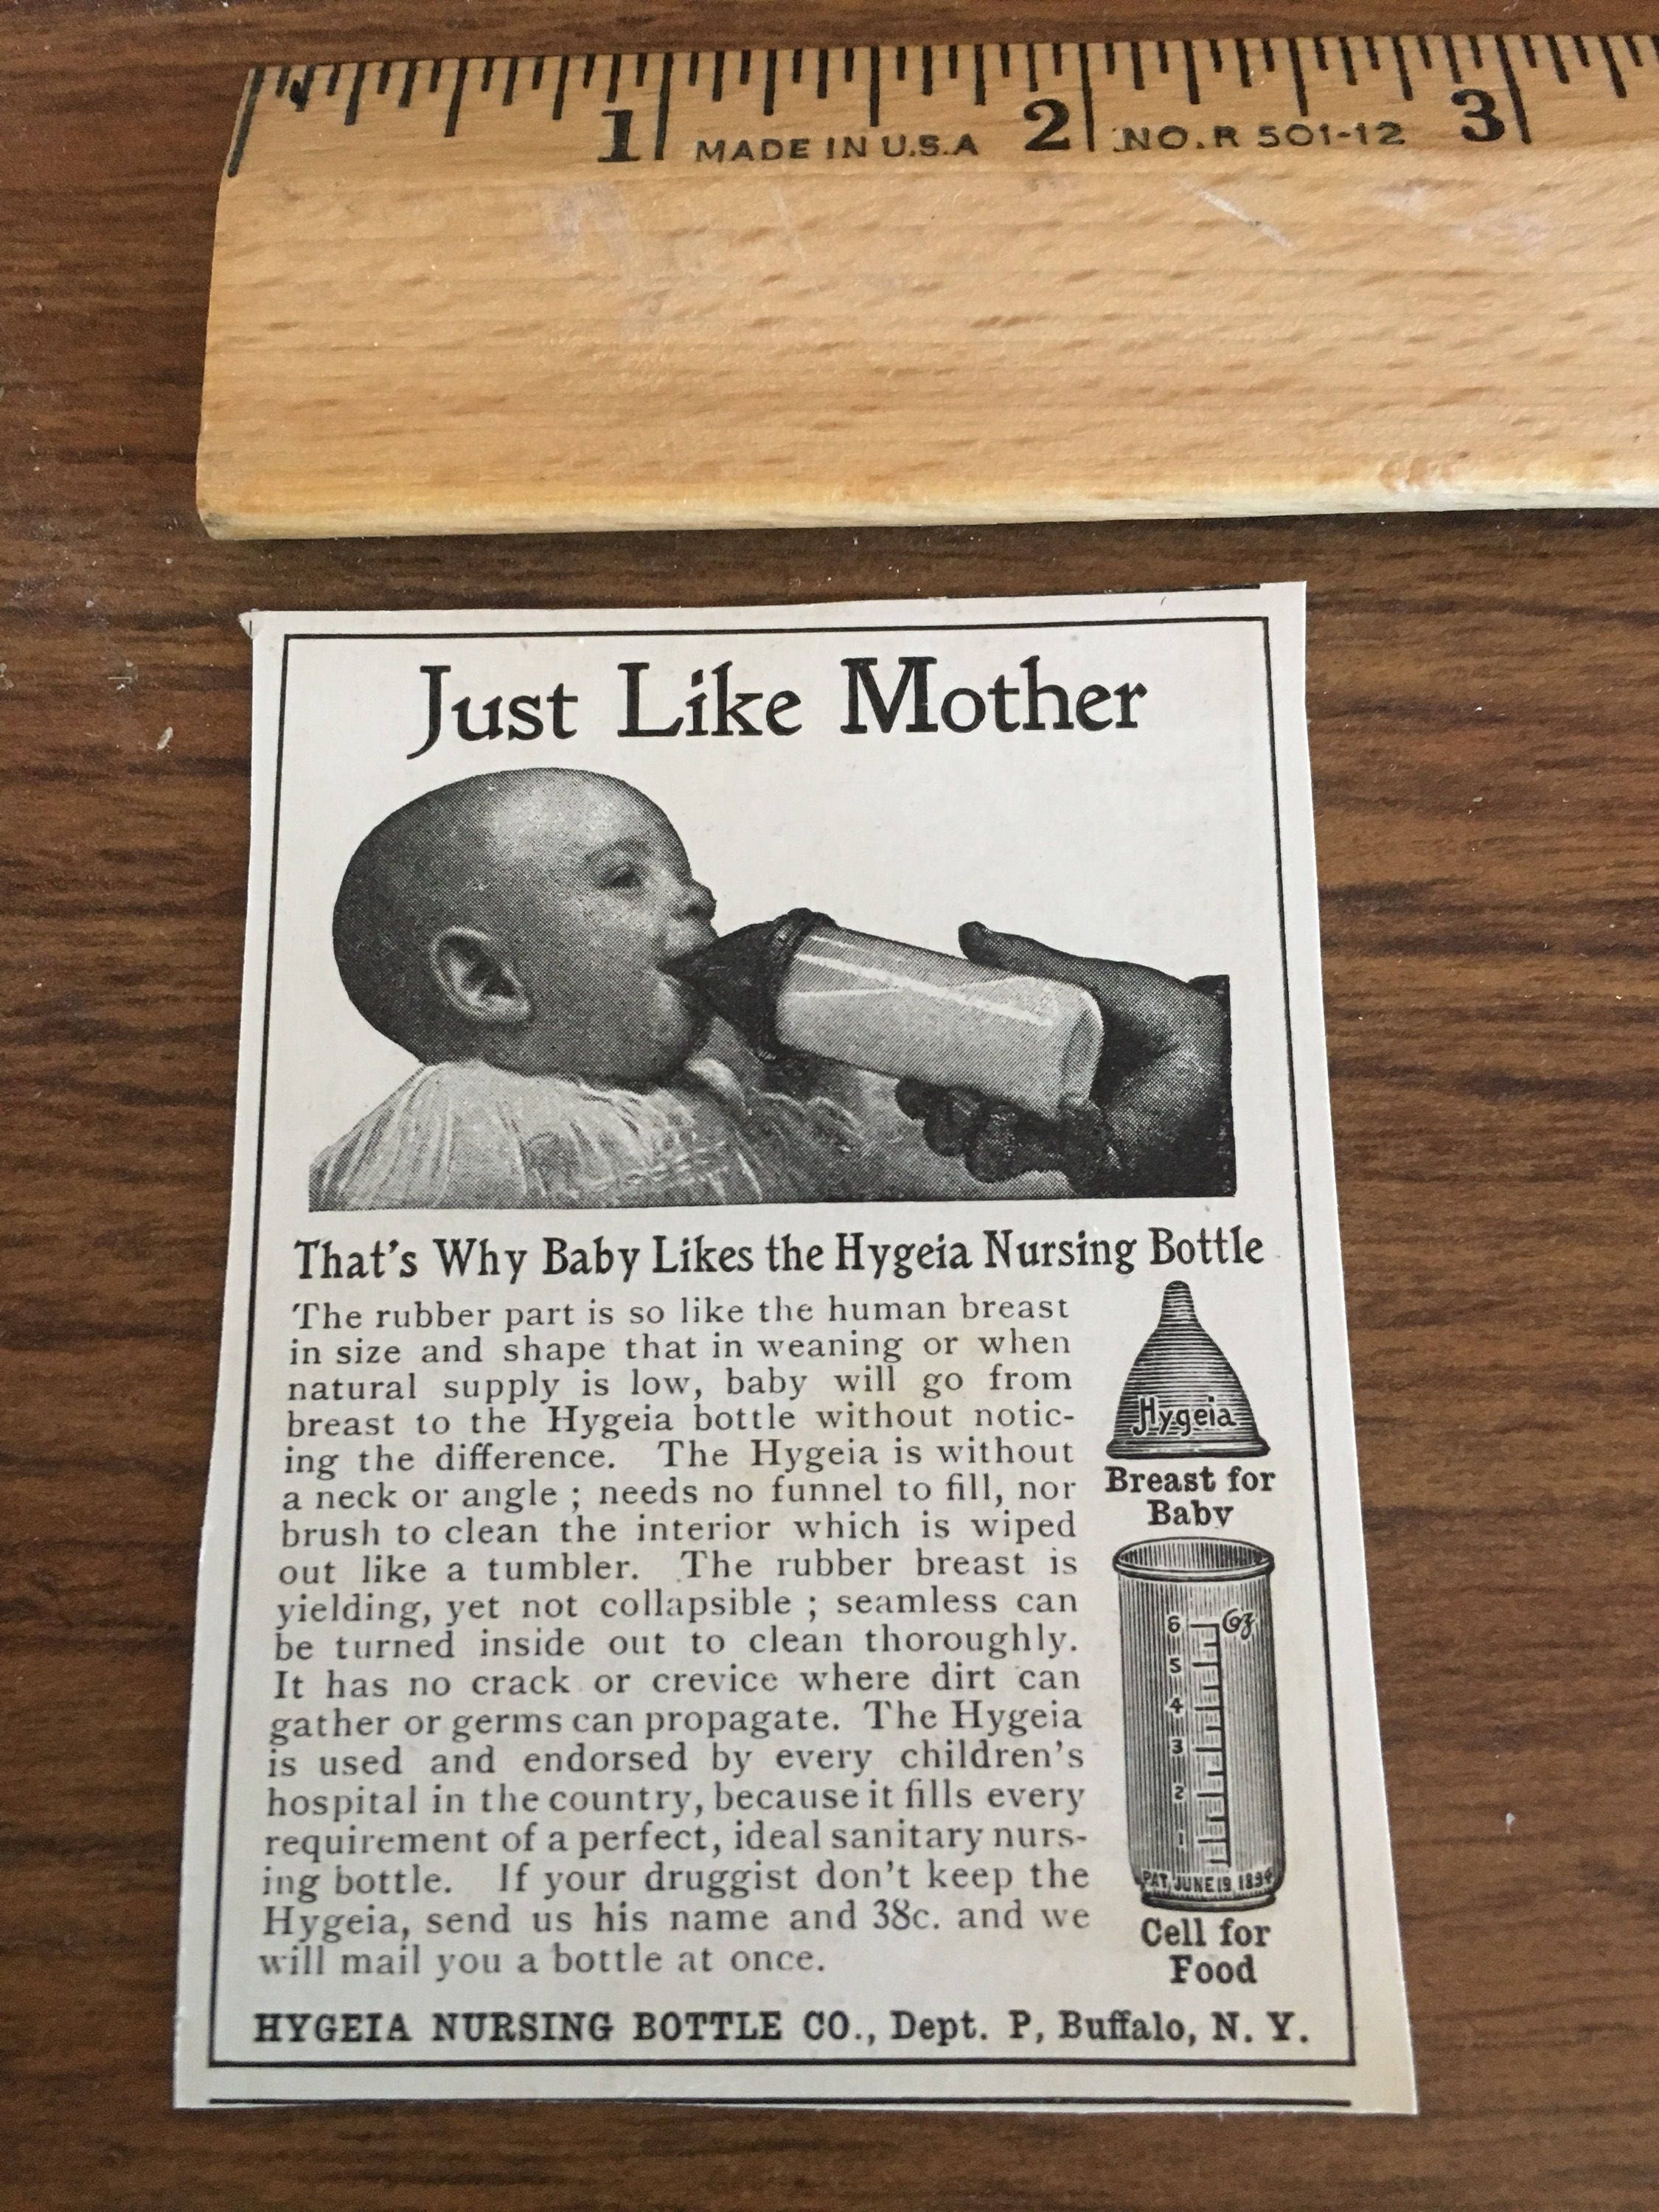 1 MADE IN U.S.A 2 NO. R 501-12 3
Just Like Mother
That's Why Baby Likes the Hygeia Nursing Bottle
The rubber part is so like the human breast
in size and shape that in weaning or when
natural supply is low, baby will go from
breast to the Hygeia bottle without notic-
ing the difference. The Hygeia is without
a neck or angle ; needs no funnel to fill, nor
brush to clean the interior which is wiped
out like a tumbler. The rubber breast is
yielding, yet not collapsible ; seamless can
be turned inside out to clean thoroughly.
It has no crack or crevice where dirt can
gather or germs can propagate. The Hygeia
is used and endorsed by every children's
hospital in the country, because it fills every
requirement of a perfect, ideal sanitary nurs-
ing bottle. If your druggist don't keep the
Hygeia, send us his name and 38c. and we
will mail you a bottle at once.
Hygeia
Breast for
Baby
6 Oz
5
4
3
2
1
PAT. JUNE 19, 1894
Cell for
Food
HYGEIA NURSING BOTTLE CO., Dept. P, Buffalo, N. Y.